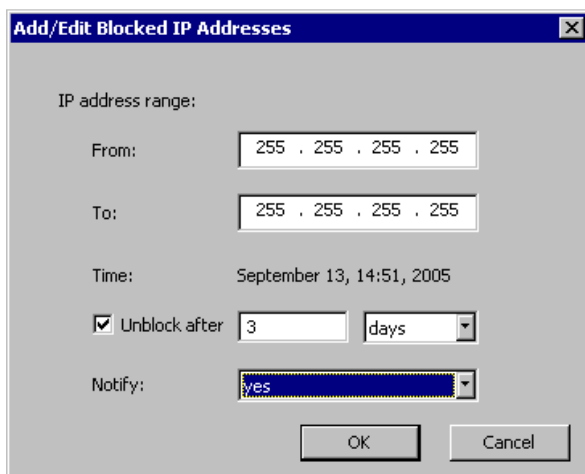 Add/Edit Blocked IP Addresses
IP address range:
From: 255 . 255 . 255 . 255
To: 255 . 255 . 255 . 255
Time: September 13, 14:51, 2005
Unblock after 3 days
Notify: yes
OK Cancel